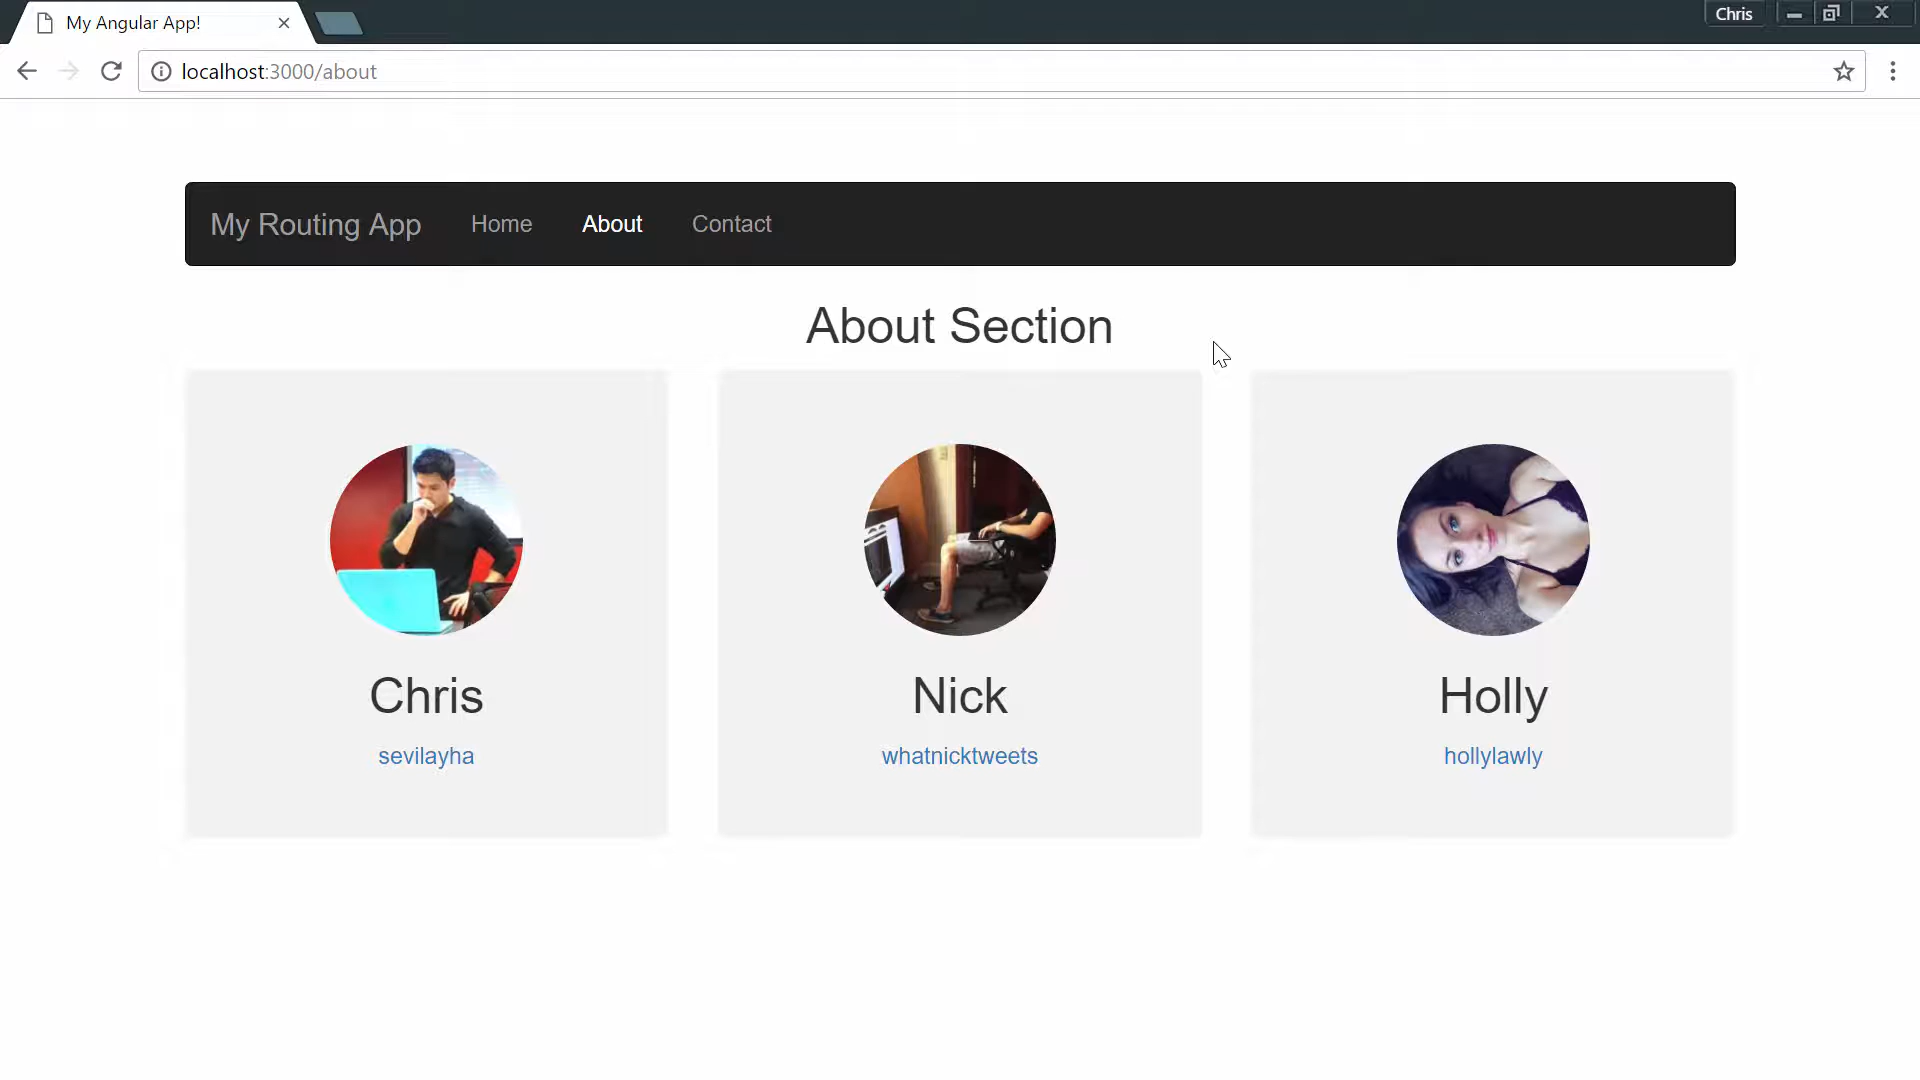 My Angular App!
Chris
localhost:3000/about
My Routing App Home About Contact
About Section
Chris
sevilayha
Nick
whatnicktweets
Holly
hollylawly